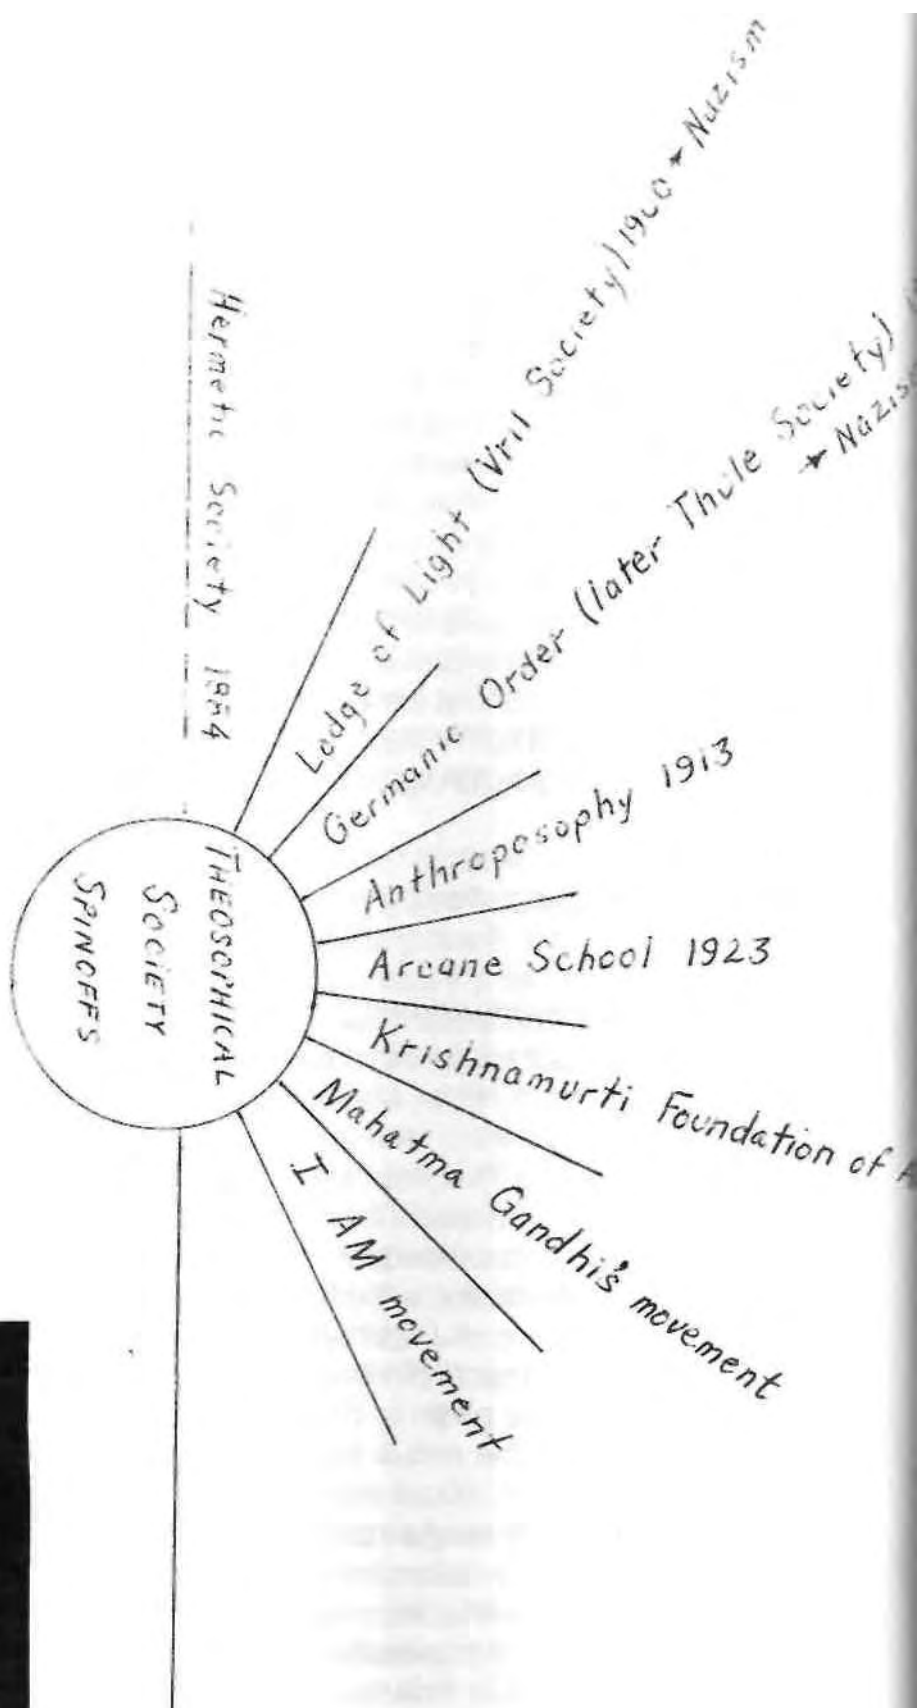 THEOSOPHICAL
SOCIETY
SPINOFFS
Hermetic Society 1884
Lodge of Light (Vril Society) → Nazism
Germanic Order (later Thule Society)
→ Nazism
Anthroposophy 1913
Arcane School 1923
Krishnamurti Foundation of
Mahatma Gandhi's movement
I AM movement